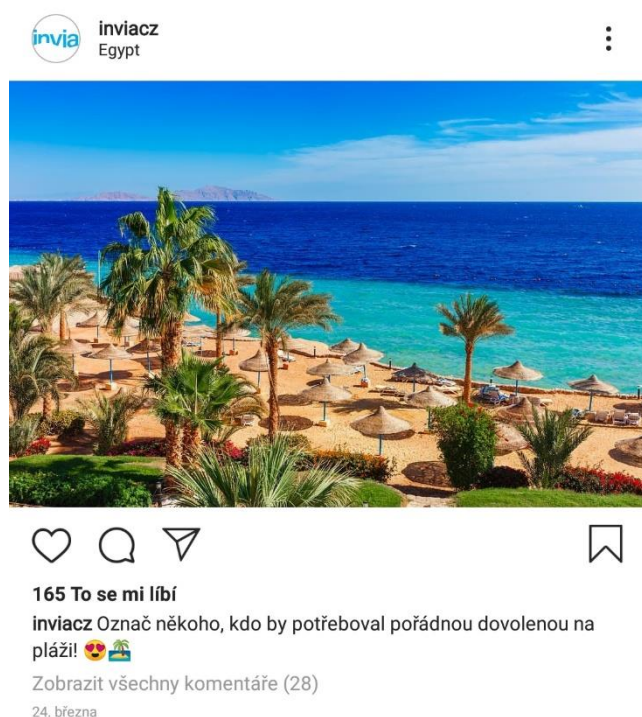 invia
inviacz
Egypt
165 To se mi líbí
inviacz Označ někoho, kdo by potřeboval pořádnou dovolenou na
pláži! 😍🏝️
Zobrazit všechny komentáře (28)
24. března